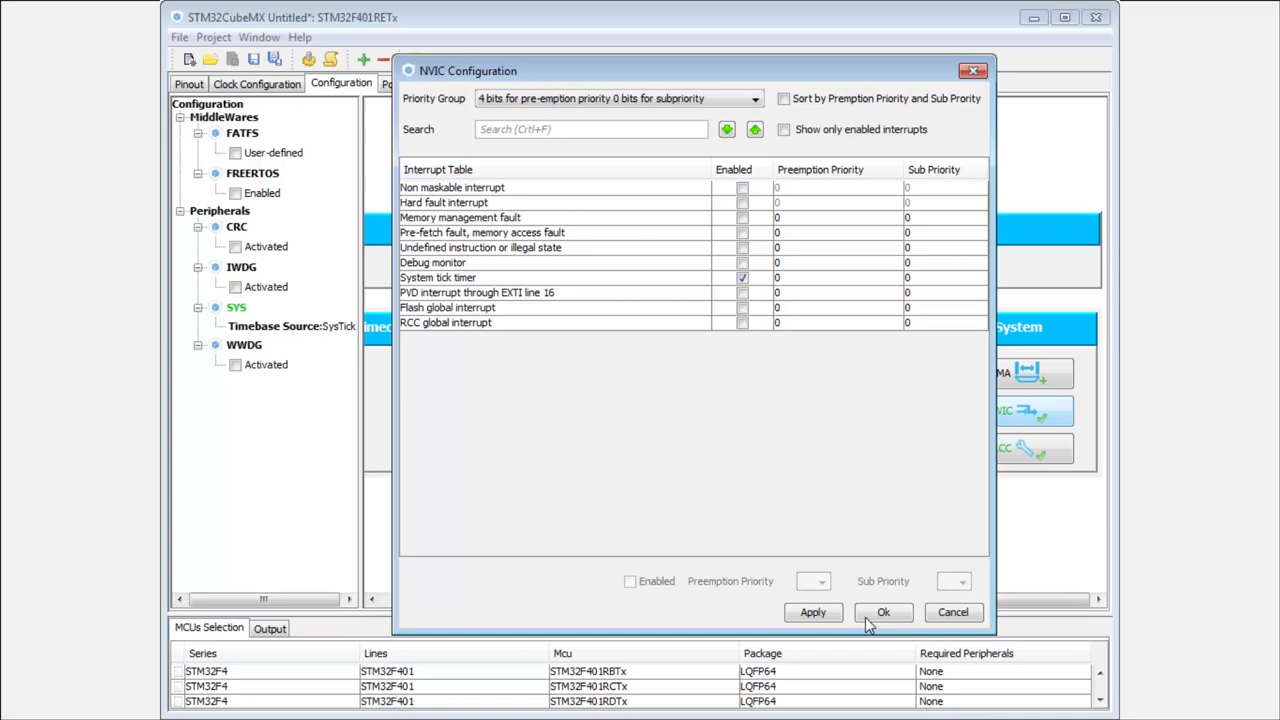 STM32CubeMX Untitled*: STM32F401RETx
File Project Window Help
Pinout Clock Configuration Configuration
Configuration
MiddleWares
FATFS
User-defined
FREERTOS
Enabled
Peripherals
CRC
Activated
IWDG
Activated
SYS
Timebase Source:SysTick
WWDG
Activated
NVIC Configuration
Priority Group 4 bits for pre-emption priority 0 bits for subpriority Sort by Premption Priority and Sub Prority
Search Search (Crtl+F) Show only enabled interrupts
Interrupt Table Enabled Preemption Priority Sub Priority
Non maskable interrupt 0 0
Hard fault interrupt 0 0
Memory management fault 0 0
Pre-fetch fault, memory access fault 0 0
Undefined instruction or illegal state 0 0
Debug monitor 0 0
System tick timer 0 0
PVD interrupt through EXTI line 16 0 0
Flash global interrupt 0 0
RCC global interrupt 0 0
Enabled Preemption Priority Sub Priority
Apply Ok Cancel
System
MCUs Selection Output
Series Lines Mcu Package Required Peripherals
STM32F4 STM32F401 STM32F401RBTx LQFP64 None
STM32F4 STM32F401 STM32F401RCTx LQFP64 None
STM32F4 STM32F401 STM32F401RDTx LQFP64 None